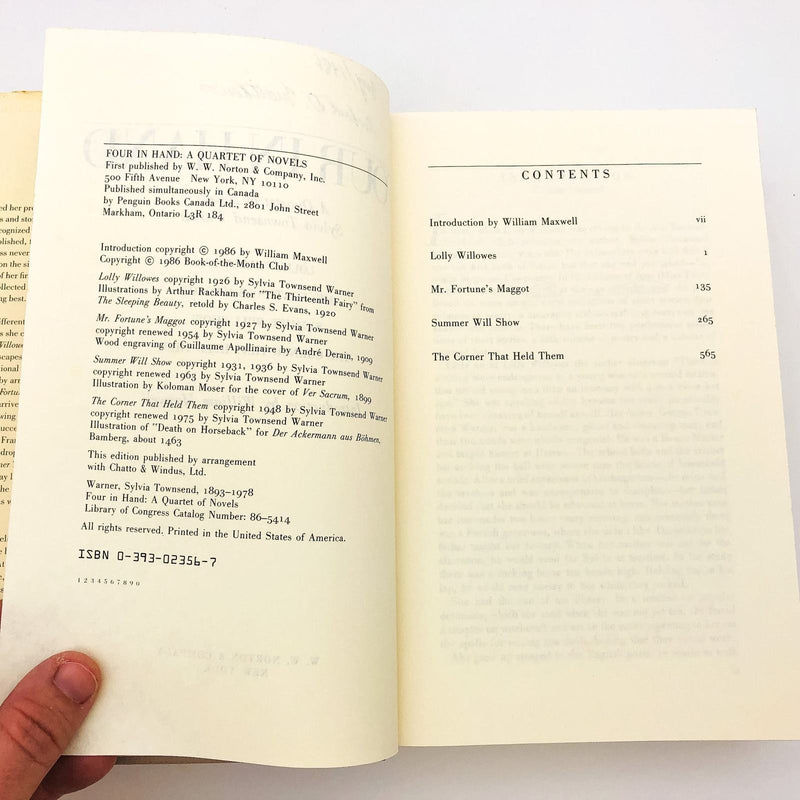 FOUR IN HAND: A QUARTET OF NOVELS
First published by W. W. Norton & Company, Inc.
500 Fifth Avenue New York, NY 10110
Published simultaneously in Canada
by Penguin Books Canada Ltd., 2801 John Street
Markham, Ontario L3R 1B4
Introduction copyright © 1986 by William Maxwell
Copyright © 1986 Book-of-the-Month Club
Lolly Willowes copyright 1926 by Sylvia Townsend Warner
Illustrations by Arthur Rackham for "The Thirteenth Fairy" from
The Sleeping Beauty, retold by Charles S. Evans, 1920
Mr. Fortune's Maggot copyright 1927 by Sylvia Townsend Warner
copyright renewed 1954 by Sylvia Townsend Warner
Wood engraving of Guillaume Apollinaire by André Derain, 1909
Summer Will Show copyright 1931, 1936 by Sylvia Townsend Warner
copyright renewed 1963 by Sylvia Townsend Warner
Illustration by Koloman Moser for the cover of Ver Sacrum, 1899
The Corner That Held Them copyright 1948 by Sylvia Townsend Warner
copyright renewed 1975 by Sylvia Townsend Warner
Illustration of "Death on Horseback" for Der Ackermann aus Böhmen,
Bamberg, about 1463
This edition published by arrangement
with Chatto & Windus, Ltd.
Warner, Sylvia Townsend, 1893–1978
Four in Hand: A Quartet of Novels
Library of Congress Catalog Number: 86–5414
All rights reserved. Printed in the United States of America.
ISBN 0-393-02356-7
1 2 3 4 5 6 7 8 9 0
CONTENTS
Introduction by William Maxwell vii
Lolly Willowes 1
Mr. Fortune's Maggot 135
Summer Will Show 265
The Corner That Held Them 565